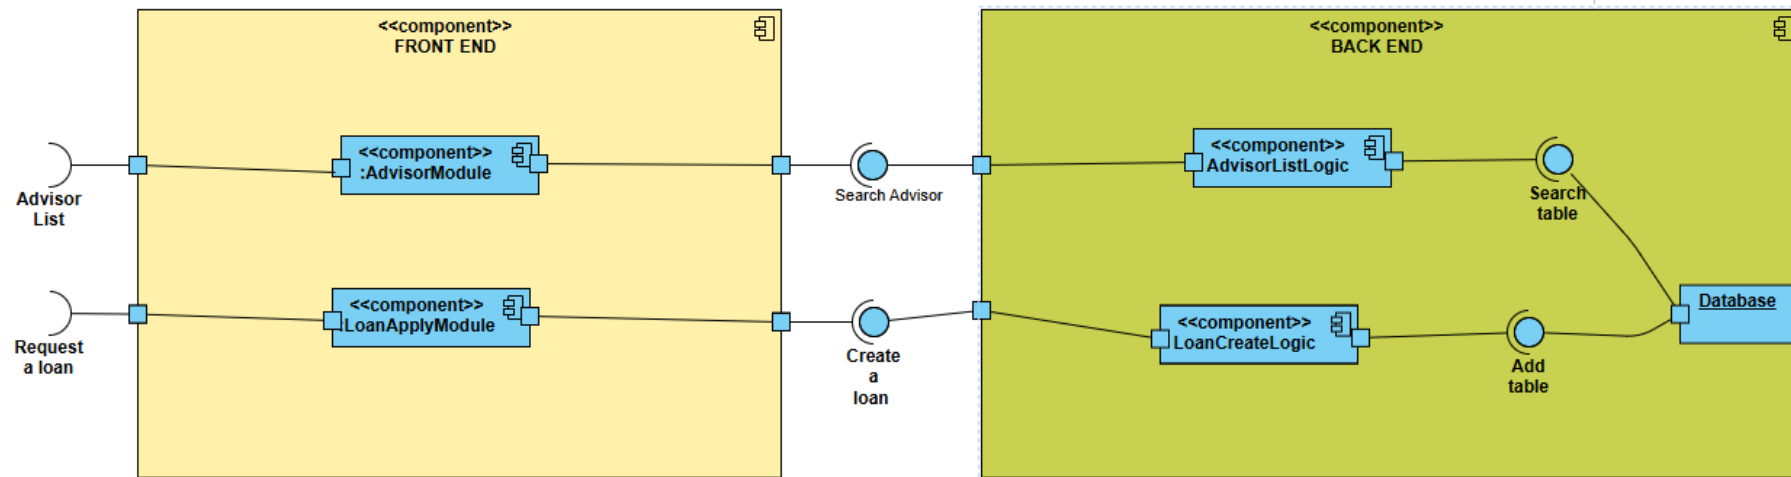 <<component>>
FRONT END
<<component>>
BACK END
<<component>>
:AdvisorModule
<<component>>
AdvisorListLogic
Advisor
List
Search Advisor
Search
table
<<component>>
:LoanApplyModule
<<component>>
LoanCreateLogic
Database
Request
a loan
Create
a
loan
Add
table